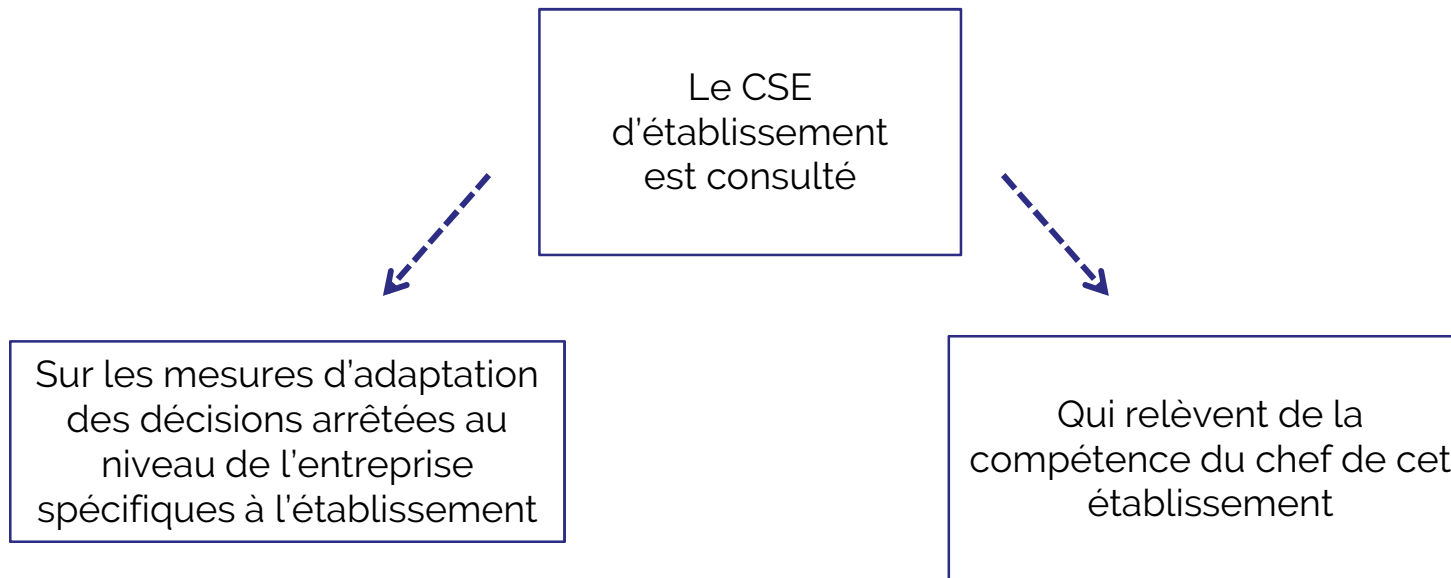 Le CSE
d’établissement
est consulté
Sur les mesures d’adaptation
des décisions arrêtées au
niveau de l’entreprise
spécifiques à l’établissement
Qui relèvent de la
compétence du chef de cet
établissement